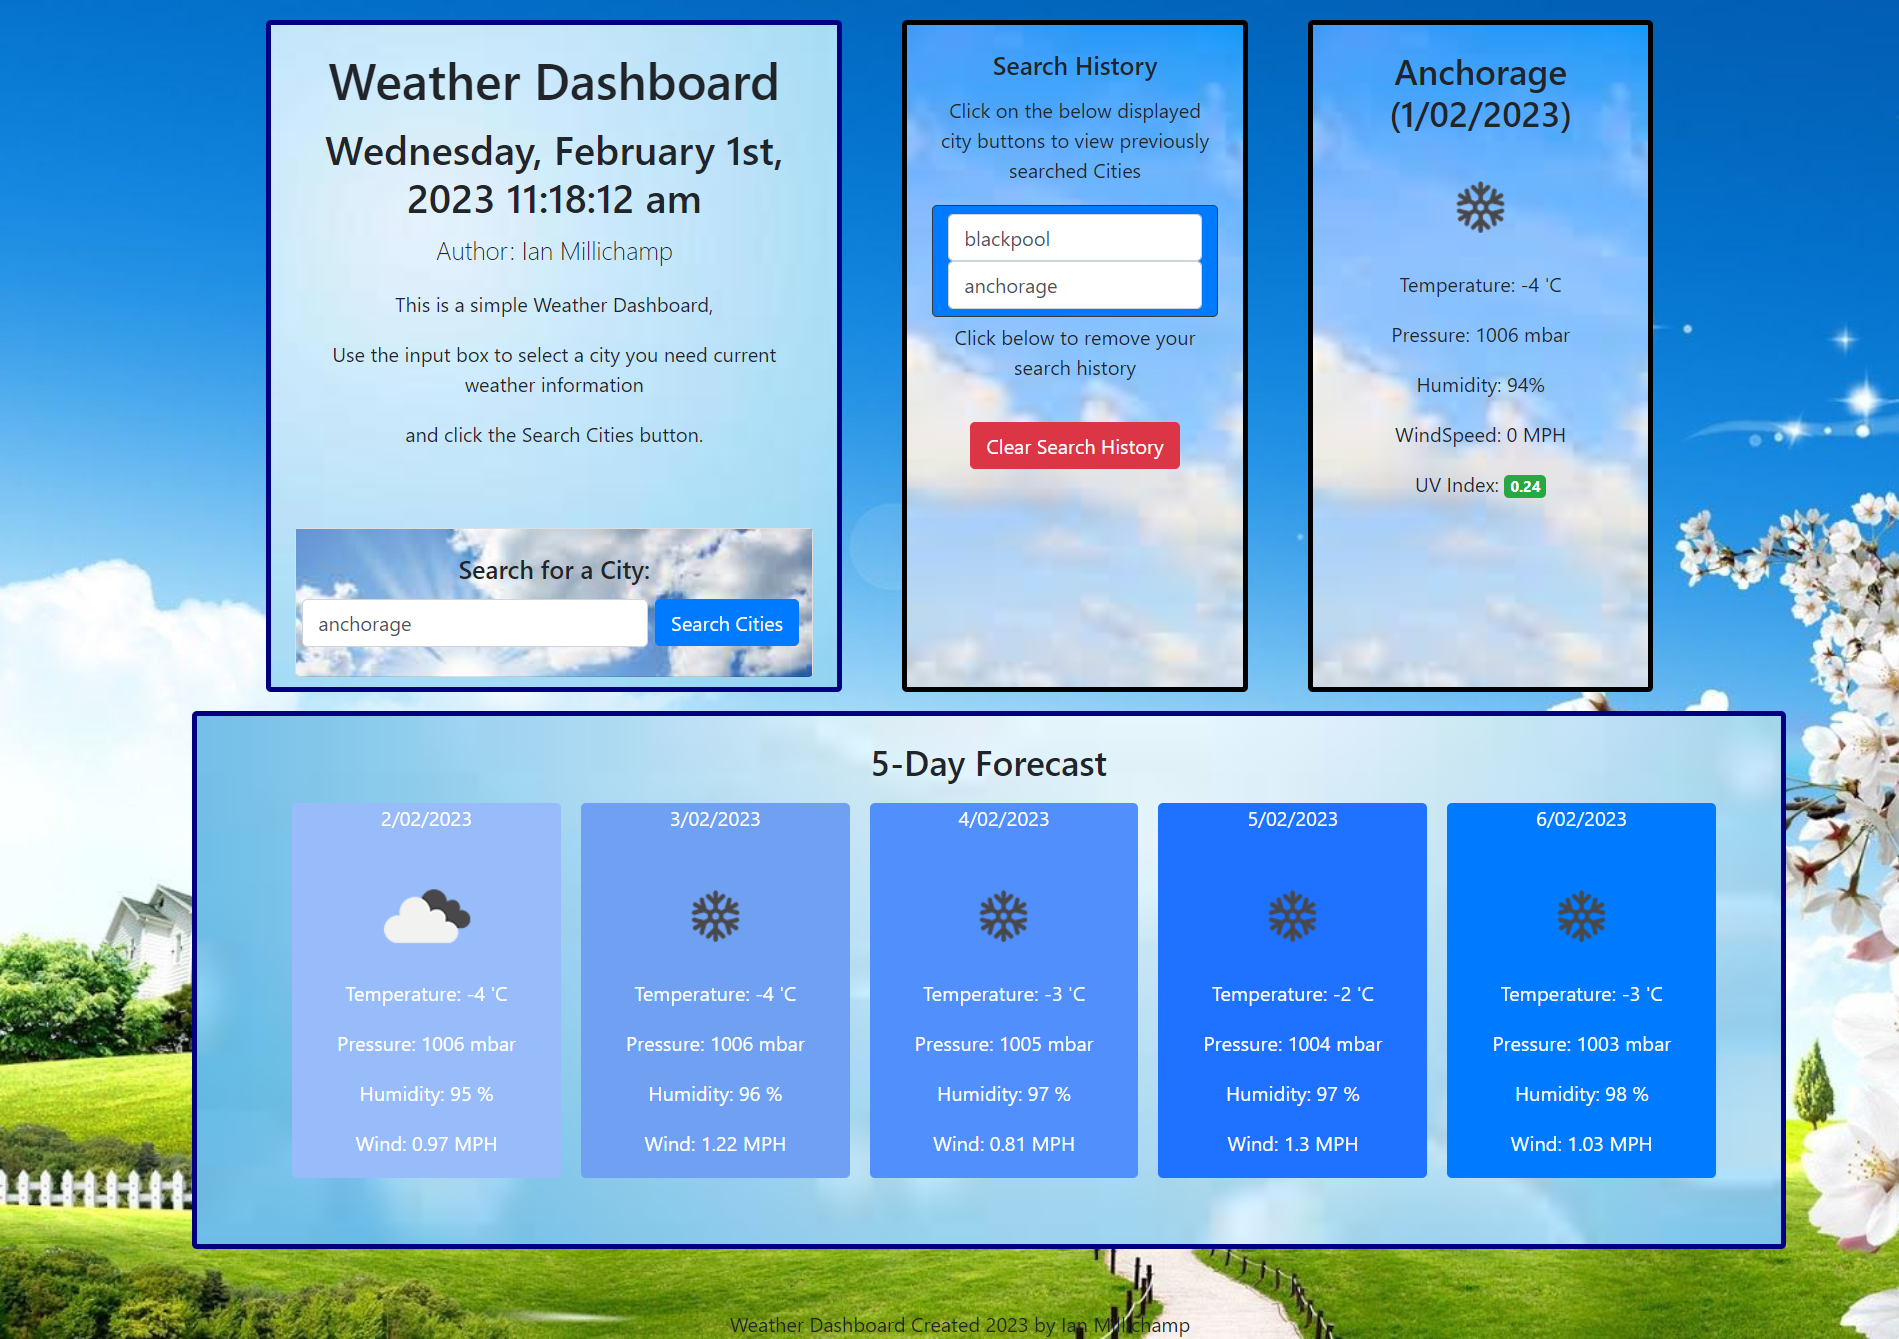 Weather Dashboard
Wednesday, February 1st,
2023 11:18:12 am
Author: Ian Millichamp
This is a simple Weather Dashboard,
Use the input box to select a city you need current
weather information
and click the Search Cities button.
Search for a City:
anchorage
Search Cities
Search History
Click on the below displayed
city buttons to view previously
searched Cities
blackpool
anchorage
Click below to remove your
search history
Clear Search History
Anchorage
(1/02/2023)
Temperature: -4 'C
Pressure: 1006 mbar
Humidity: 94%
WindSpeed: 0 MPH
UV Index: 0.24
5-Day Forecast
2/02/2023
Temperature: -4 'C
Pressure: 1006 mbar
Humidity: 95 %
Wind: 0.97 MPH
3/02/2023
Temperature: -4 'C
Pressure: 1006 mbar
Humidity: 96 %
Wind: 1.22 MPH
4/02/2023
Temperature: -3 'C
Pressure: 1005 mbar
Humidity: 97 %
Wind: 0.81 MPH
5/02/2023
Temperature: -2 'C
Pressure: 1004 mbar
Humidity: 97 %
Wind: 1.3 MPH
6/02/2023
Temperature: -3 'C
Pressure: 1003 mbar
Humidity: 98 %
Wind: 1.03 MPH
Weather Dashboard Created 2023 by Ian Millichamp